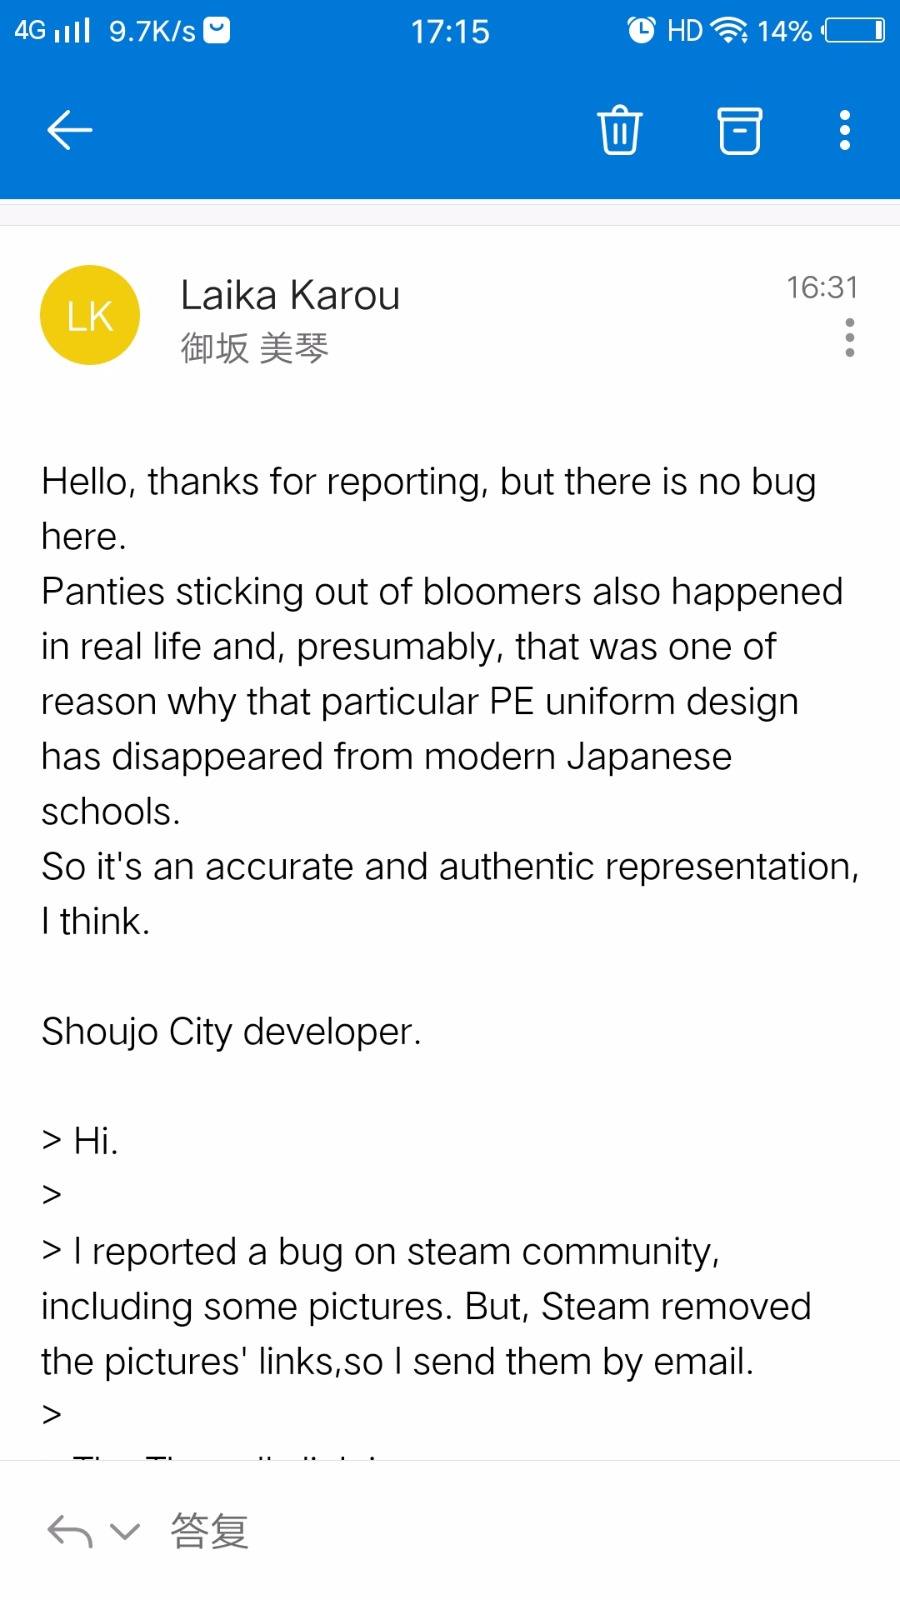 4G 9.7K/s 17:15 HD 14%
LK Laika Karou 16:31
御坂 美琴
Hello, thanks for reporting, but there is no bug
here.
Panties sticking out of bloomers also happened
in real life and, presumably, that was one of
reason why that particular PE uniform design
has disappeared from modern Japanese
schools.
So it's an accurate and authentic representation,
I think.
Shoujo City developer.
> Hi.
>
> I reported a bug on steam community,
including some pictures. But, Steam removed
the pictures' links,so I send them by email.
>
答复